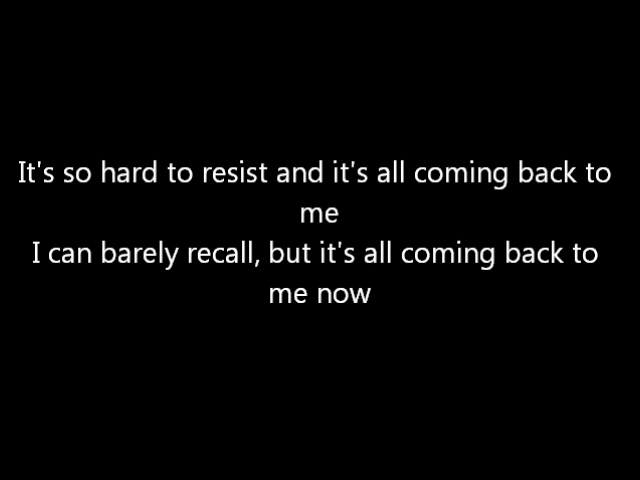 It's so hard to resist and it's all coming back to
me
I can barely recall, but it's all coming back to
me now